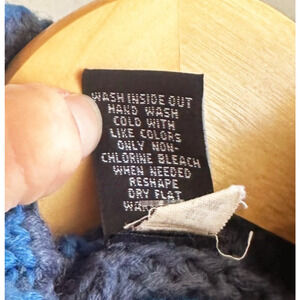 WASH INSIDE OUT
HAND WASH
COLD WITH
LIKE COLORS
ONLY NON-
CHLORINE BLEACH
WHEN NEEDED
RESHAPE
DRY FLAT